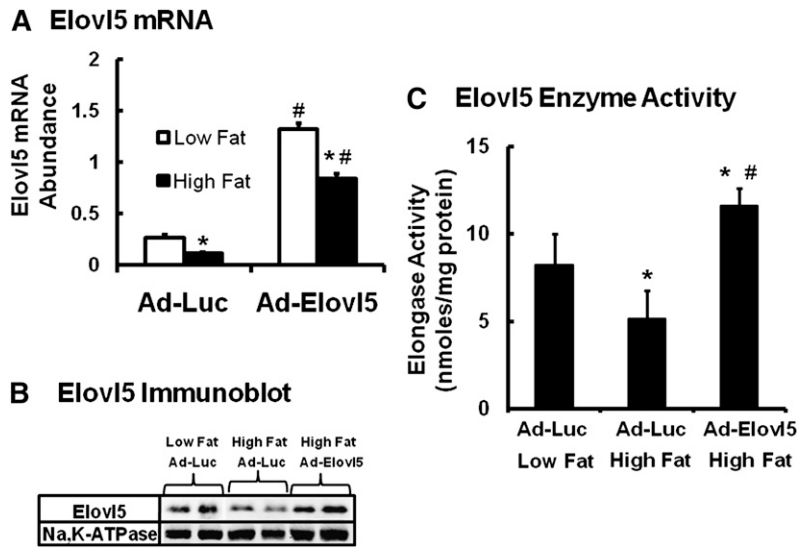 A Elovl5 mRNA
Elovl5 mRNA
Abundance
2
1.5
1
0.5
0
Low Fat
High Fat
*
#
* #
Ad-Luc Ad-Elovl5
B Elovl5 Immunoblot
Low Fat High Fat High Fat
Ad-Luc Ad-Luc Ad-Elovl5
Elovl5
Na,K-ATPase
C Elovl5 Enzyme Activity
Elongase Activity
(nmoles/mg protein)
15
10
5
0
*
* #
Ad-Luc Ad-Luc Ad-Elovl5
Low Fat High Fat High Fat